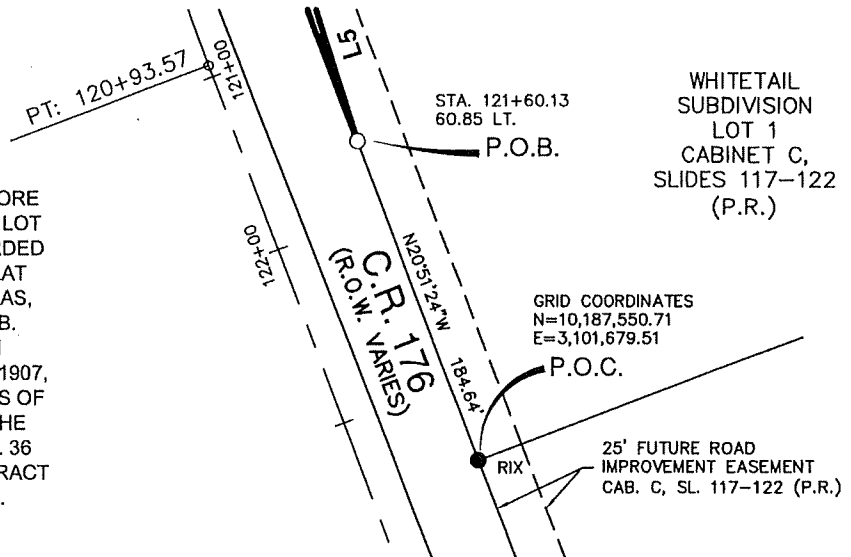 PT: 120+93.57
121+00
122+00
L5
STA. 121+60.13
60.85 LT.
P.O.B.
WHITETAIL
SUBDIVISION
LOT 1
CABINET C,
SLIDES 117-122
(P.R.)
ORE
LOT
RDED
AT
AS,
B.
1907,
S OF
HE
. 36
RACT
C.R. 176
(R.O.W. VARIES)
N20°51'24"W
184.64'
GRID COORDINATES
N=10,187,550.71
E=3,101,679.51
P.O.C.
RIX
25' FUTURE ROAD
IMPROVEMENT EASEMENT
CAB. C, SL. 117-122 (P.R.)